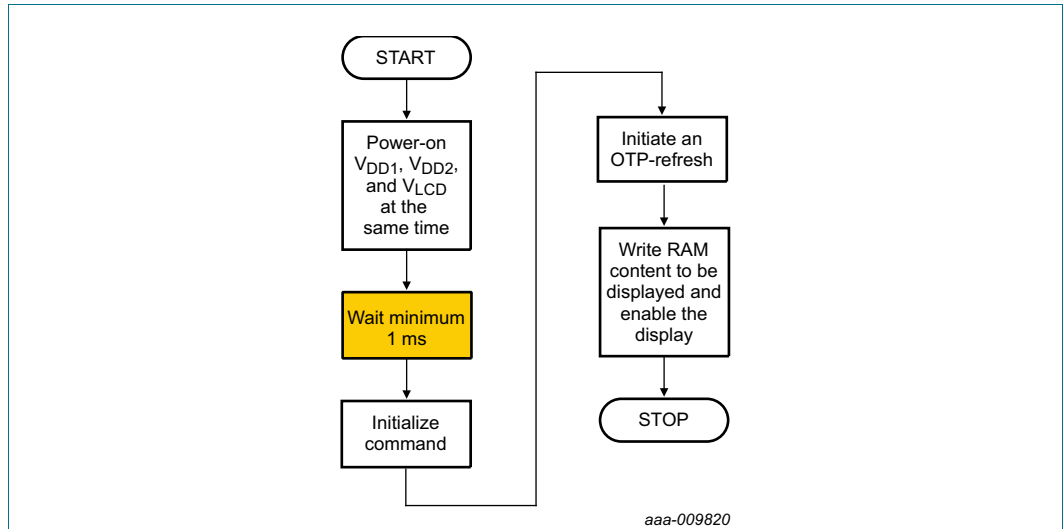 START
Power-on
VDD1, VDD2,
and VLCD
at the
same time
Wait minimum
1 ms
Initialize
command
Initiate an
OTP-refresh
Write RAM
content to be
displayed and
enable the
display
STOP
aaa-009820